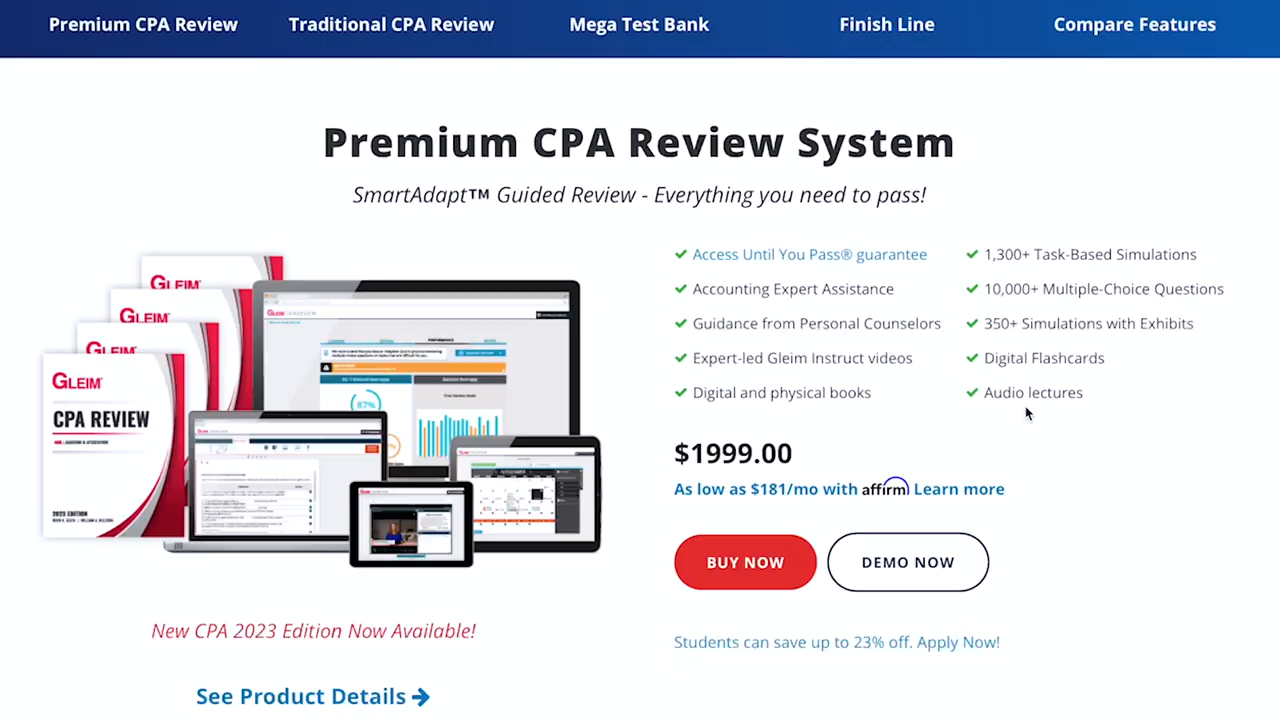 Premium CPA Review
Traditional CPA Review
Mega Test Bank
Finish Line
Compare Features
Premium CPA Review System
SmartAdapt™ Guided Review - Everything you need to pass!
Access Until You Pass® guarantee
Accounting Expert Assistance
Guidance from Personal Counselors
Expert-led Gleim Instruct videos
Digital and physical books
1,300+ Task-Based Simulations
10,000+ Multiple-Choice Questions
350+ Simulations with Exhibits
Digital Flashcards
Audio lectures
GLEIM
GLEIM
GLEIM
GLEIM
CPA REVIEW
2023 EDITION
87%
$1999.00
As low as $181/mo with affirm Learn more
BUY NOW
DEMO NOW
New CPA 2023 Edition Now Available!
Students can save up to 23% off. Apply Now!
See Product Details